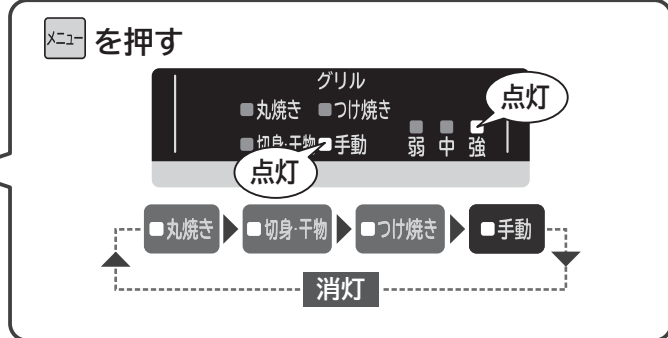 メニュー を押す
グリル
丸焼き つけ焼き
点灯
切身・干物 手動 弱 中 強
点灯
丸焼き 切身・干物 つけ焼き 手動
消灯